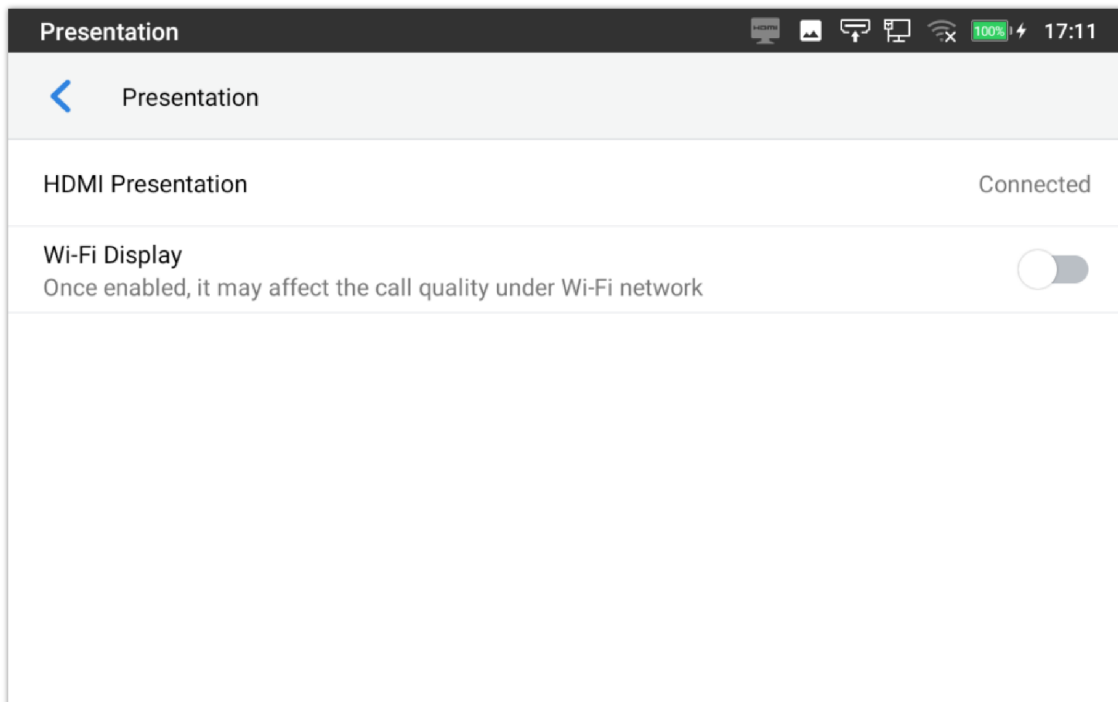 Presentation
HDMI 100% 17:11
Presentation
HDMI Presentation Connected
Wi-Fi Display
Once enabled, it may affect the call quality under Wi-Fi network